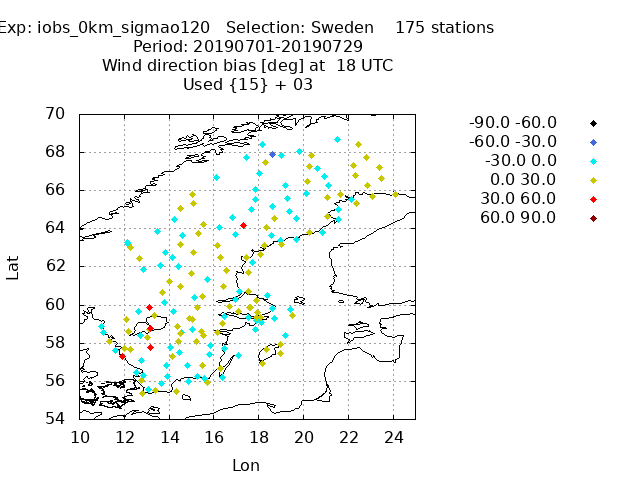 Exp: iobs_0km_sigmao120   Selection: Sweden    175 stations
Period: 20190701-20190729
Wind direction bias [deg] at  18 UTC
Used {15} + 03
70
68
66
64
62
60
58
56
54
10 12 14 16 18 20 22 24
Lat
Lon
-90.0 -60.0
-60.0 -30.0
-30.0 0.0
0.0 30.0
30.0 60.0
60.0 90.0